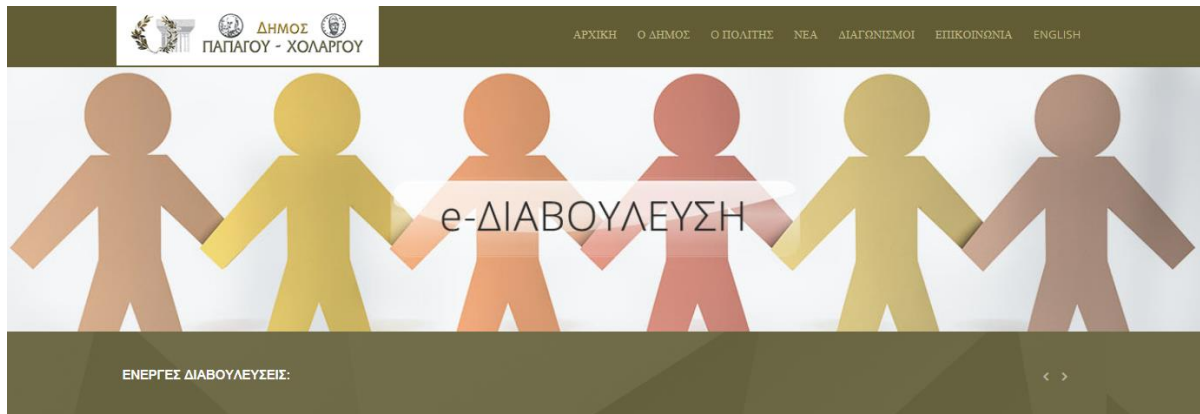 ΔΗΜΟΣ
ΠΑΠΑΓΟΥ - ΧΟΛΑΡΓΟΥ
ΑΡΧΙΚΗ Ο ΔΗΜΟΣ Ο ΠΟΛΙΤΗΣ ΝΕΑ ΔΙΑΓΩΝΙΣΜΟΙ ΕΠΙΚΟΙΝΩΝΙΑ ENGLISH
e-ΔΙΑΒΟΥΛΕΥΣΗ
ΕΝΕΡΓΕΣ ΔΙΑΒΟΥΛΕΥΣΕΙΣ: